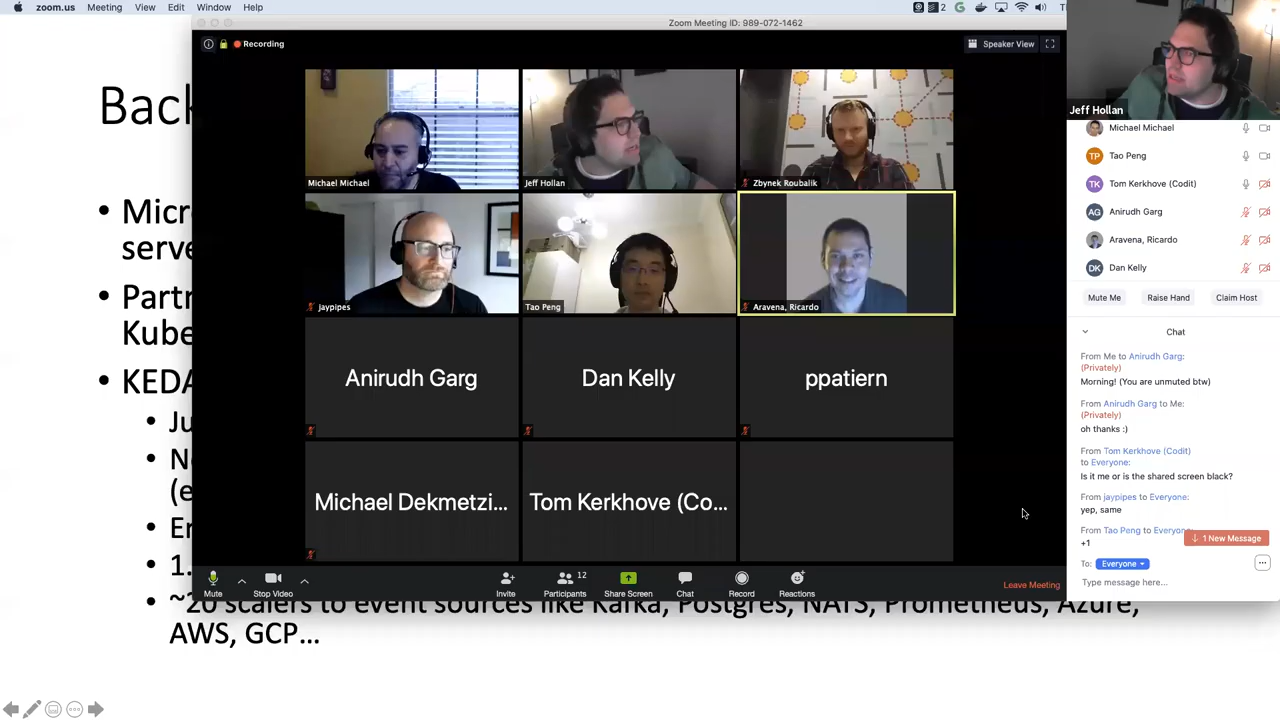 zoom.us Meeting View Edit Window Help
2
Zoom Meeting ID: 989-072-1462
Recording
Speaker View
Back
Micr
serve
Partn
Kube
KEDA
Ju
(e
1.
~20 scalers to event sources like Kafka, Postgres, NATS, Prometheus, Azure,
AWS, GCP...
Michael Michael
Jeff Hollan
Zbynek Roubalik
Jaypipes
Tao Peng
Aravena, Ricardo
Anirudh Garg
Dan Kelly
ppatiern
Michael Dekmetzi...
Tom Kerkhove (Co...
Mute
Stop Video
Invite
12
Participants
Share Screen
Chat
Record
Reactions
Leave Meeting
Jeff Hollan
Michael Michael
TP Tao Peng
TK Tom Kerkhove (Codit)
AG Anirudh Garg
Aravena, Ricardo
DK Dan Kelly
Mute Me Raise Hand Claim Host
Chat
From Me to Anirudh Garg:
(Privately)
Morning! (You are unmuted btw)
From Anirudh Garg to Me:
(Privately)
oh thanks :)
From Tom Kerkhove (Codit)
to Everyone:
Is it me or is the shared screen black?
From jaypipes to Everyone:
yep, same
From Tao Peng to Everyone:
+1
1 New Message
To: Everyone
Type message here...